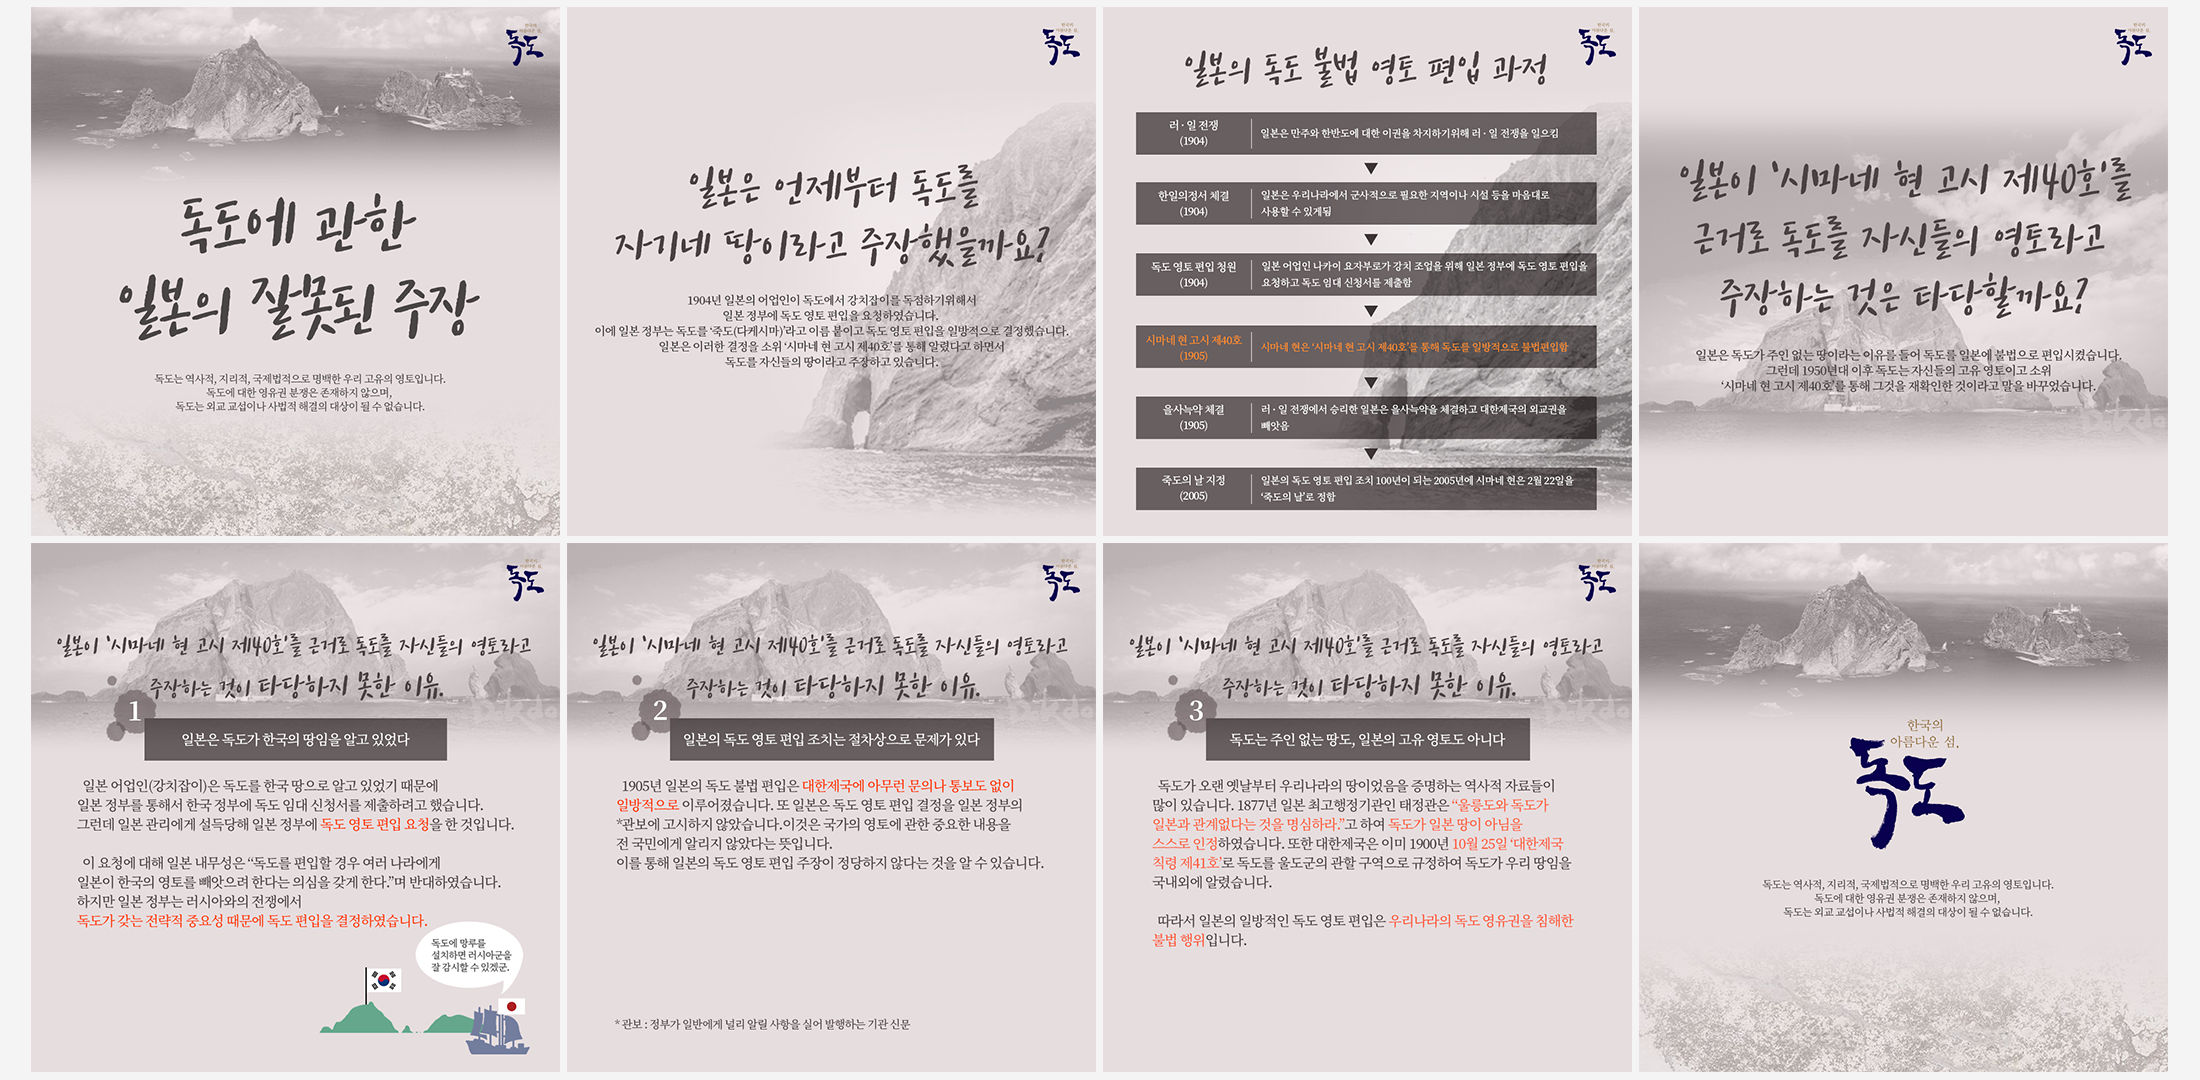 한국의
아름다운 섬,
독도
독도에 관한
일본의 잘못된 주장
독도는 역사적, 지리적, 국제법적으로 명백한 우리 고유의 영토입니다.
독도에 대한 영유권 분쟁은 존재하지 않으며,
독도는 외교 교섭이나 사법적 해결의 대상이 될 수 없습니다.
한국의
아름다운 섬,
독도
일본은 언제부터 독도를
자기네 땅이라고 주장했을까요?
1904년 일본의 어업인이 독도에서 강치잡이를 독점하기위해서
일본 정부에 독도 영토 편입을 요청하였습니다.
이에 일본 정부는 독도를 ‘죽도(다케시마)’라고 이름 붙이고 독도 영토 편입을 일방적으로 결정했습니다.
일본은 이러한 결정을 소위 ‘시마네 현 고시 제40호’를 통해 알렸다고 하면서
독도를 자신들의 땅이라고 주장하고 있습니다.
한국의
아름다운 섬,
독도
일본의 독도 불법 영토 편입 과정
러 · 일 전쟁
(1904)
일본은 만주와 한반도에 대한 이권을 차지하기위해 러 · 일 전쟁을 일으킴
한일의정서 체결
(1904)
일본은 우리나라에서 군사적으로 필요한 지역이나 시설 등을 마음대로
사용할 수 있게됨
독도 영토 편입 청원
(1904)
일본 어업인 나카이 요자부로가 강치 조업을 위해 일본 정부에 독도 영토 편입을
요청하고 독도 임대 신청서를 제출함
시마네 현 고시 제40호
(1905)
시마네 현은 ‘시마네 현 고시 제40호’를 통해 독도를 일방적으로 불법편입함
을사늑약 체결
(1905)
러 · 일 전쟁에서 승리한 일본은 을사늑약을 체결하고 대한제국의 외교권을
빼앗음
죽도의 날 지정
(2005)
일본의 독도 영토 편입 조치 100년이 되는 2005년에 시마네 현은 2월 22일을
‘죽도의 날’로 정함
한국의
아름다운 섬,
독도
일본이 ‘시마네 현 고시 제40호’를
근거로 독도를 자신들의 영토라고
주장하는 것은 타당할까요?
일본은 독도가 주인 없는 땅이라는 이유를 들어 독도를 일본에 불법으로 편입시켰습니다.
그런데 1950년대 이후 독도는 자신들의 고유 영토이고 소위
‘시마네 현 고시 제40호’를 통해 그것을 재확인한 것이라고 말을 바꾸었습니다.
한국의
아름다운 섬,
독도
일본이 ‘시마네 현 고시 제40호’를 근거로 독도를 자신들의 영토라고
주장하는 것이 타당하지 못한 이유.
1
일본은 독도가 한국의 땅임을 알고 있었다
일본 어업인(강치잡이)은 독도를 한국 땅으로 알고 있었기 때문에
일본 정부를 통해서 한국 정부에 독도 임대 신청서를 제출하려고 했습니다.
그런데 일본 관리에게 설득당해 일본 정부에 독도 영토 편입 요청을 한 것입니다.
이 요청에 대해 일본 내무성은 “독도를 편입할 경우 여러 나라에게
일본이 한국의 영토를 빼앗으려 한다는 의심을 갖게 한다.”며 반대하였습니다.
하지만 일본 정부는 러시아와의 전쟁에서
독도가 갖는 전략적 중요성 때문에 독도 편입을 결정하였습니다.
독도에 망루를
설치하면 러시아군을
잘 감시할 수 있겠군.
한국의
아름다운 섬,
독도
일본이 ‘시마네 현 고시 제40호’를 근거로 독도를 자신들의 영토라고
주장하는 것이 타당하지 못한 이유.
2
일본의 독도 영토 편입 조치는 절차상으로 문제가 있다
1905년 일본의 독도 불법 편입은 대한제국에 아무런 문의나 통보도 없이
일방적으로 이루어졌습니다. 또 일본은 독도 영토 편입 결정을 일본 정부의
*관보에 고시하지 않았습니다.이것은 국가의 영토에 관한 중요한 내용을
전 국민에게 알리지 않았다는 뜻입니다.
이를 통해 일본의 독도 영토 편입 주장이 정당하지 않다는 것을 알 수 있습니다.
* 관보 : 정부가 일반에게 널리 알릴 사항을 실어 발행하는 기관 신문
한국의
아름다운 섬,
독도
일본이 ‘시마네 현 고시 제40호’를 근거로 독도를 자신들의 영토라고
주장하는 것이 타당하지 못한 이유.
3
독도는 주인 없는 땅도, 일본의 고유 영토도 아니다
독도가 오랜 옛날부터 우리나라의 땅이었음을 증명하는 역사적 자료들이
많이 있습니다. 1877년 일본 최고행정기관인 태정관은 “울릉도와 독도가
일본과 관계없다는 것을 명심하라.”고 하여 독도가 일본 땅이 아님을
스스로 인정하였습니다. 또한 대한제국은 이미 1900년 10월 25일 ‘대한제국
칙령 제41호’로 독도를 울도군의 관할 구역으로 규정하여 독도가 우리 땅임을
국내외에 알렸습니다.
따라서 일본의 일방적인 독도 영토 편입은 우리나라의 독도 영유권을 침해한
불법 행위입니다.
한국의
아름다운 섬,
독도
독도는 역사적, 지리적, 국제법적으로 명백한 우리 고유의 영토입니다.
독도에 대한 영유권 분쟁은 존재하지 않으며,
독도는 외교 교섭이나 사법적 해결의 대상이 될 수 없습니다.